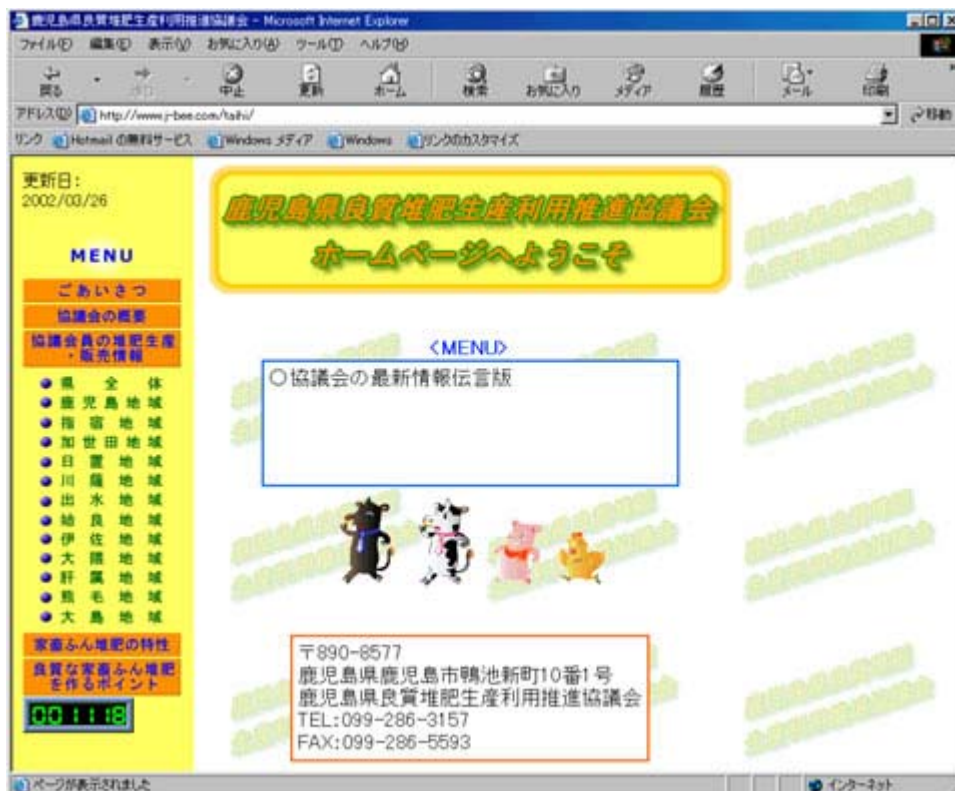 鹿児島県良質堆肥生産利用推進協議会 - Microsoft Internet Explorer
ファイル(F) 編集(E) 表示(V) お気に入り(A) ツール(T) ヘルプ(H)
戻る 中止 更新 ホーム 検索 お気に入り メディア 履歴 メール 印刷
アドレス(D) http://www.j-bee.com/taihi/ 移動
リンク Hotmail の無料サービス Windows メディア Windows リンクのカスタマイズ
更新日:
2002/03/26
MENU
ごあいさつ
協議会の概要
協議会員の堆肥生産
・販売情報
県全体
鹿児島地域
指宿地域
加世田地域
日置地域
川薩地域
出水地域
姶良地域
伊佐地域
大隅地域
肝属地域
熊毛地域
大島地域
家畜ふん堆肥の特性
良質な家畜ふん堆肥
を作るポイント
001118
鹿児島県良質堆肥生産利用推進協議会
ホームページへようこそ
<MENU>
○協議会の最新情報伝言版
〒890-8577
鹿児島県鹿児島市鴨池新町10番1号
鹿児島県良質堆肥生産利用推進協議会
TEL:099-286-3157
FAX:099-286-5593
ページが表示されました インターネット